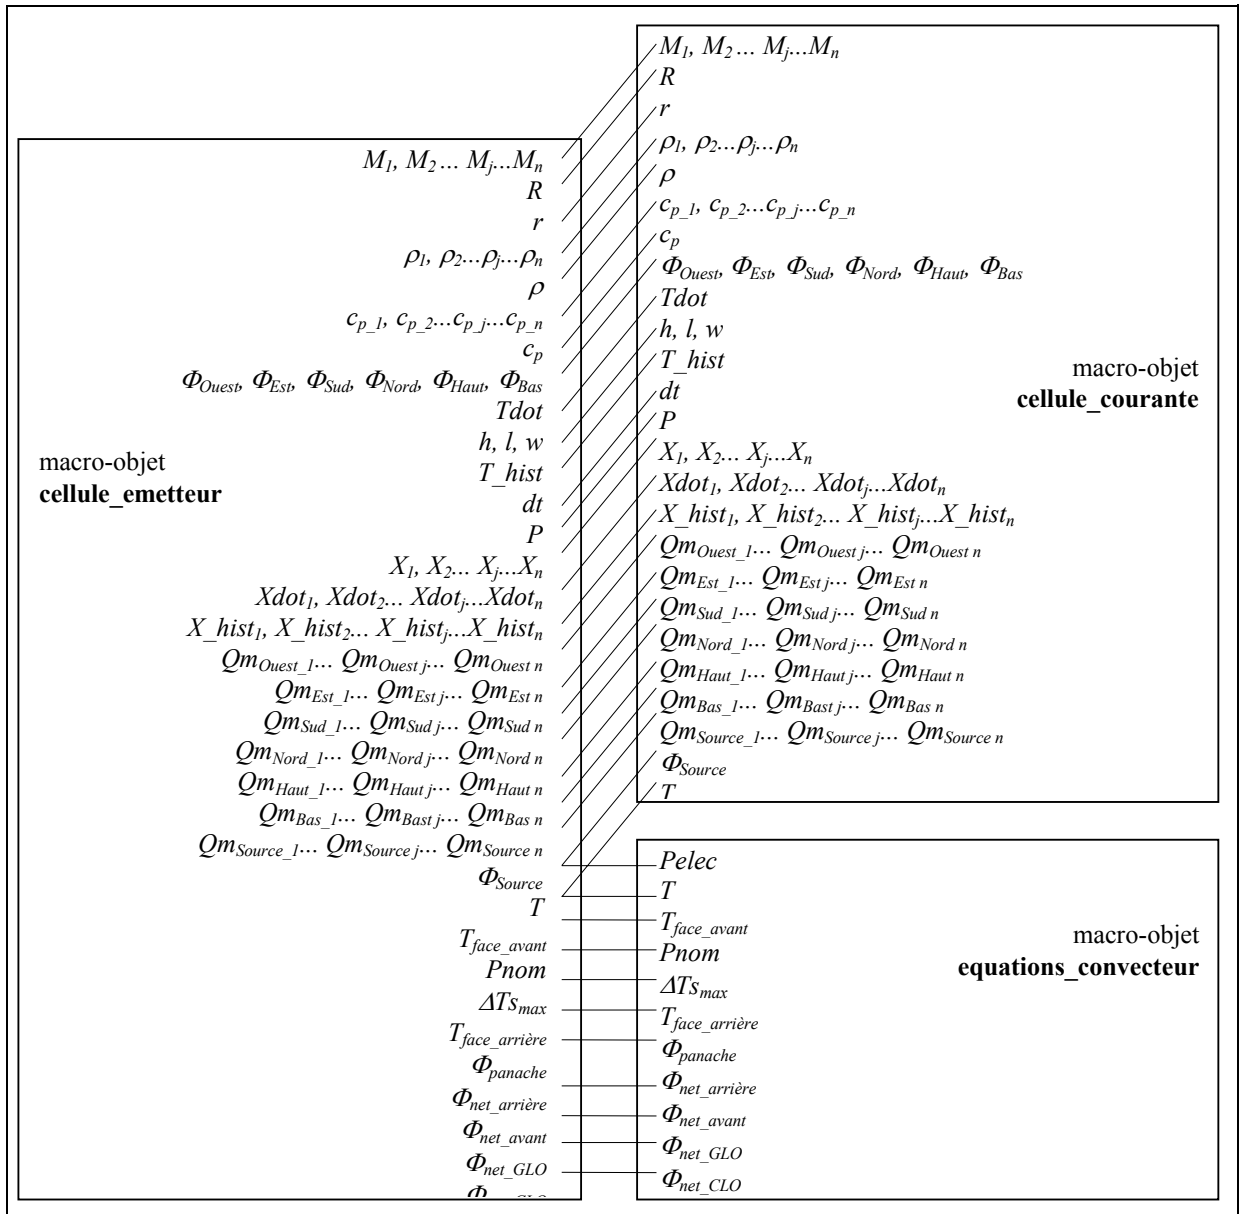 M1, M2... Mj...Mn
R
r
ρ1, ρ2...ρj...ρn
ρ
cp_1, cp_2...cp_j...cp_n
cp
ΦOuest, ΦEst, ΦSud, ΦNord, ΦHaut, ΦBas
Tdot
h, l, w
T_hist
dt
P
X1, X2... Xj...Xn
Xdot1, Xdot2... Xdotj...Xdotn
X_hist1, X_hist2... X_histj...X_histn
QmOuest_1... QmOuest j... QmOuest n
QmEst_1... QmEst j... QmEst n
QmSud_1... QmSud j... QmSud n
QmNord_1... QmNord j... QmNord n
QmHaut_1... QmHaut j... QmHaut n
QmBas_1... QmBast j... QmBas n
QmSource_1... QmSource j... QmSource n
ΦSource
T
macro-objet
cellule_courante
M1, M2... Mj...Mn
R
r
ρ1, ρ2...ρj...ρn
ρ
cp_1, cp_2...cp_j...cp_n
cp
ΦOuest, ΦEst, ΦSud, ΦNord, ΦHaut, ΦBas
Tdot
h, l, w
T_hist
dt
P
X1, X2... Xj...Xn
Xdot1, Xdot2... Xdotj...Xdotn
X_hist1, X_hist2... X_histj...X_histn
QmOuest_1... QmOuest j... QmOuest n
QmEst_1... QmEst j... QmEst n
QmSud_1... QmSud j... QmSud n
QmNord_1... QmNord j... QmNord n
QmHaut_1... QmHaut j... QmHaut n
QmBas_1... QmBast j... QmBas n
QmSource_1... QmSource j... QmSource n
ΦSource
T
Tface_avant
Pnom
ΔTsmax
Tface_arrière
Φpanache
Φnet_arrière
Φnet_avant
Φnet_GLO
macro-objet
cellule_emetteur
Pelec
T
Tface_avant
Pnom
ΔTsmax
Tface_arrière
Φpanache
Φnet_arrière
Φnet_avant
Φnet_GLO
Φnet_CLO
macro-objet
equations_convecteur